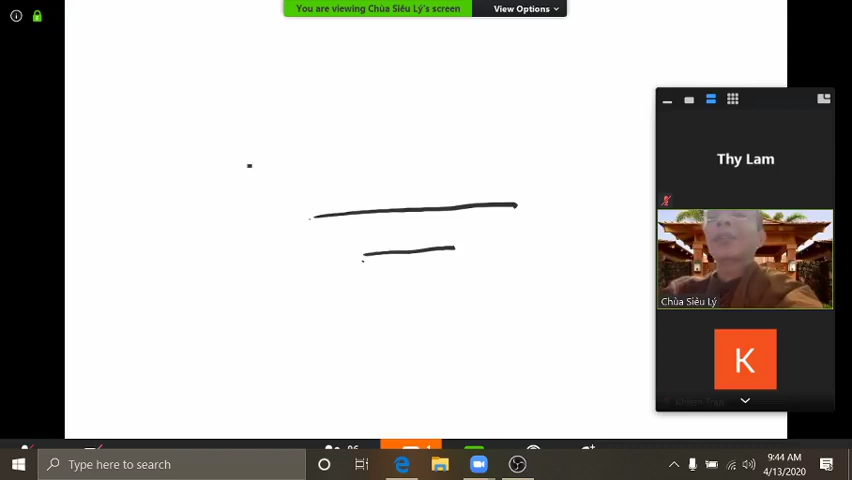 You are viewing Chùa Siêu Lý's screen
View Options
Thy Lam
Chùa Siêu Lý
K
Type here to search
9:44 AM
4/13/2020